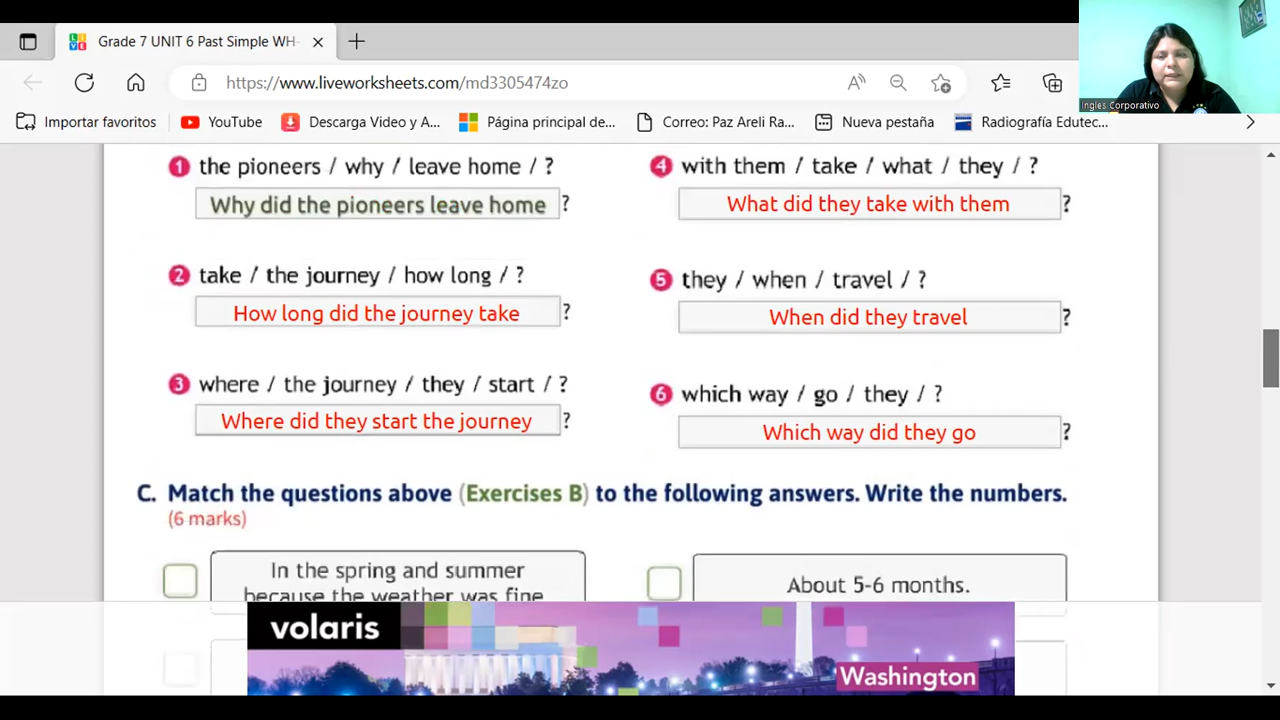 Grade 7 UNIT 6 Past Simple WH-
https://www.liveworksheets.com/md3305474zo
Importar favoritos
YouTube
Descarga Video y A...
Página principal de...
Correo: Paz Areli Ra...
Nueva pestaña
Radiografía Edutec...
Ingles Corporativo
1 the pioneers / why / leave home / ?
Why did the pioneers leave home ?
2 take / the journey / how long / ?
How long did the journey take ?
3 where / the journey / they / start / ?
Where did they start the journey ?
4 with them / take / what / they / ?
What did they take with them ?
5 they / when / travel / ?
When did they travel ?
6 which way / go / they / ?
Which way did they go ?
C. Match the questions above (Exercises B) to the following answers. Write the numbers.
(6 marks)
In the spring and summer
because the weather was fine
About 5-6 months.
volaris
Washington